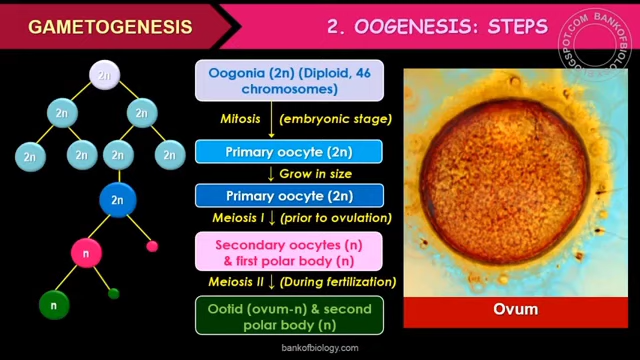 GAMETOGENESIS
2. OOGENESIS: STEPS
2n
2n
2n
2n
2n
2n
2n
2n
n
n
Oogonia (2n) (Diploid, 46
chromosomes)
Mitosis (embryonic stage)
Primary oocyte (2n)
Grow in size
Primary oocyte (2n)
Meiosis I (prior to ovulation)
Secondary oocytes (n)
& first polar body (n)
Meiosis II (During fertilization)
Ootid (ovum-n) & second
polar body (n)
Ovum
bankofbiology.com